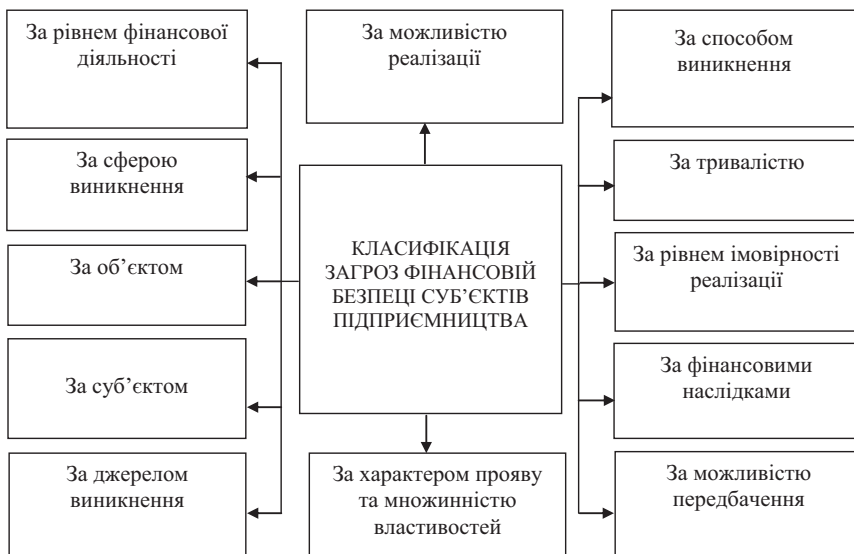 За рівнем фінансової
діяльності
За сферою
виникнення
За об’єктом
За суб’єктом
За джерелом
виникнення
За можливістю
реалізації
КЛАСИФІКАЦІЯ
ЗАГРОЗ ФІНАНСОВІЙ
БЕЗПЕЦІ СУБ’ЄКТІВ
ПІДПРИЄМНИЦТВА
За характером прояву
та множинністю
властивостей
За способом
виникнення
За тривалістю
За рівнем імовірності
реалізації
За фінансовими
наслідками
За можливістю
передбачення